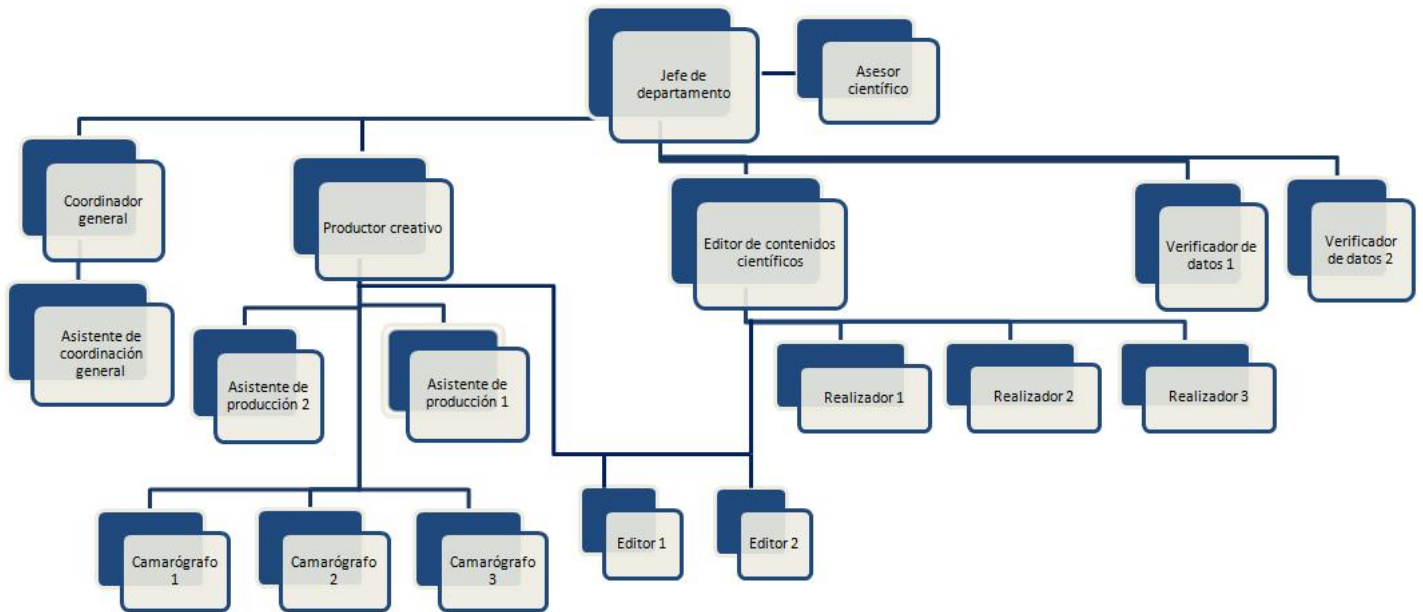 Jefe de
departamento
Asesor
científico
Coordinador
general
Productor creativo
Editor de contenidos
científicos
Verificador de
datos 1
Verificador
de datos 2
Asistente de
coordinación
general
Asistente de
producción 2
Asistente de
producción 1
Realizador 1
Realizador 2
Realizador 3
Camarógrafo
1
Camarógrafo
2
Camarógrafo
3
Editor 1
Editor 2